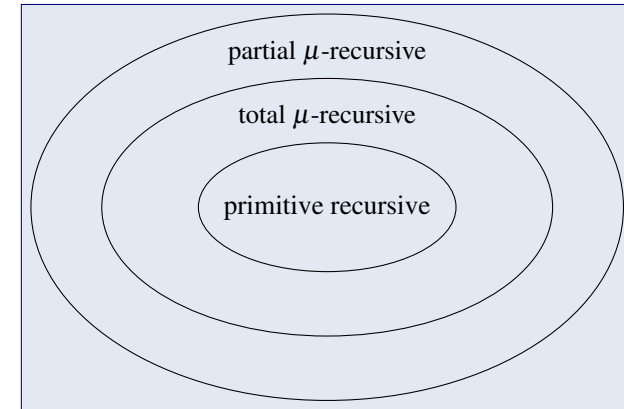 partial μ-recursive
total μ-recursive
primitive recursive